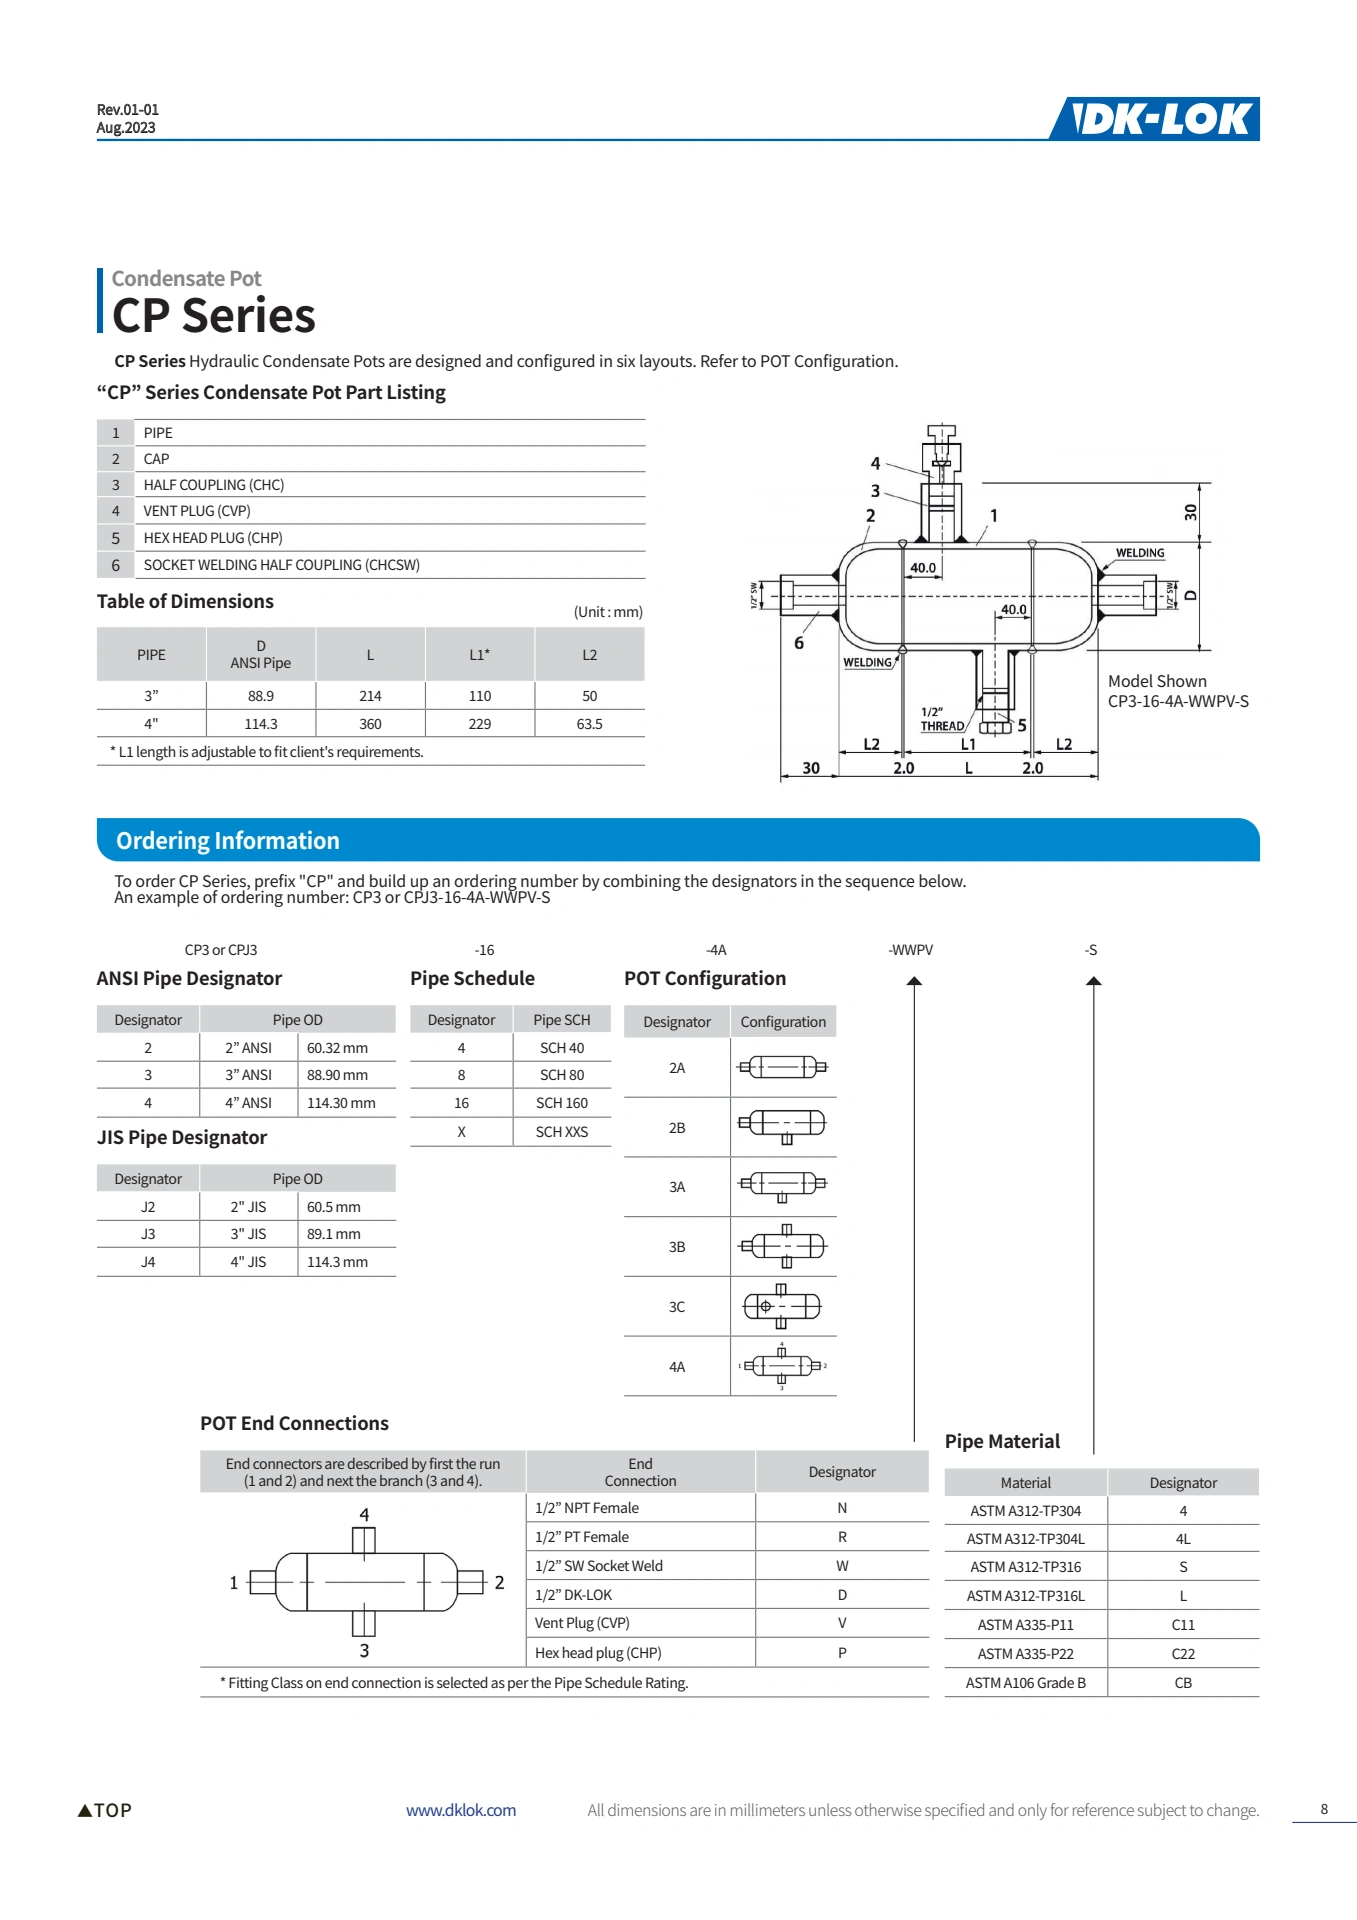 Rev.01-01
Aug.2023
DK-LOK
Condensate Pot
CP Series
CP Series Hydraulic Condensate Pots are designed and configured in six layouts. Refer to POT Configuration.
“CP” Series Condensate Pot Part Listing
1 PIPE
2 CAP
3 HALF COUPLING (CHC)
4 VENT PLUG (CVP)
5 HEX HEAD PLUG (CHP)
6 SOCKET WELDING HALF COUPLING (CHCSW)
Table of Dimensions
(Unit : mm)
PIPE D ANSI Pipe L L1* L2
3” 88.9 214 110 50
4" 114.3 360 229 63.5
* L1 length is adjustable to fit client's requirements.
4
3
2
1
30
WELDING
40.0
1/2" SW
1/2" SW
D
40.0
6
WELDING
1/2”
THREAD
5
L2 L1 L2
30 2.0 L 2.0
Model Shown
CP3-16-4A-WWPV-S
Ordering Information
To order CP Series, prefix "CP" and build up an ordering number by combining the designators in the sequence below.
An example of ordering number: CP3 or CPJ3-16-4A-WWPV-S
CP3 or CPJ3 -16 -4A -WWPV -S
ANSI Pipe Designator
Designator Pipe OD
2 2” ANSI 60.32 mm
3 3” ANSI 88.90 mm
4 4” ANSI 114.30 mm
JIS Pipe Designator
Designator Pipe OD
J2 2" JIS 60.5 mm
J3 3" JIS 89.1 mm
J4 4" JIS 114.3 mm
Pipe Schedule
Designator Pipe SCH
4 SCH 40
8 SCH 80
16 SCH 160
X SCH XXS
POT Configuration
Designator Configuration
2A
2B
3A
3B
3C
4A
4
1 2
3
POT End Connections
End connectors are described by first the run
(1 and 2) and next the branch (3 and 4).
4
1 2
3
End
Connection
Designator
1/2” NPT Female N
1/2” PT Female R
1/2” SW Socket Weld W
1/2” DK-LOK D
Vent Plug (CVP) V
Hex head plug (CHP) P
* Fitting Class on end connection is selected as per the Pipe Schedule Rating.
Pipe Material
Material Designator
ASTM A312-TP304 4
ASTM A312-TP304L 4L
ASTM A312-TP316 S
ASTM A312-TP316L L
ASTM A335-P11 C11
ASTM A335-P22 C22
ASTM A106 Grade B CB
▲TOP
www.dklok.com
All dimensions are in millimeters unless otherwise specified and only for reference subject to change.
8